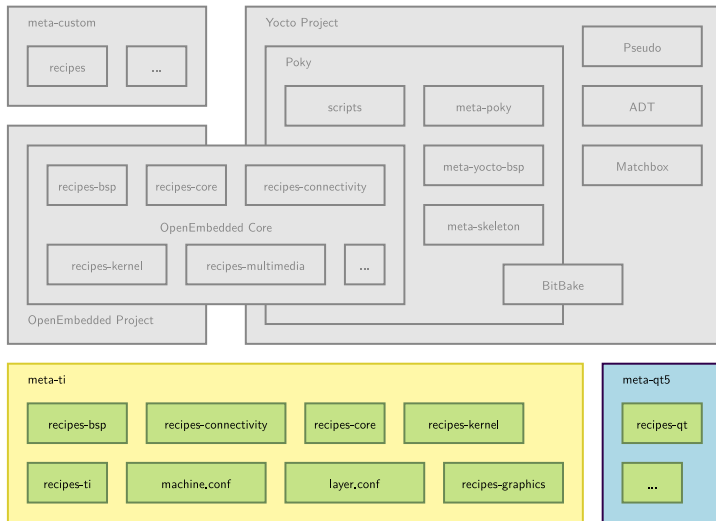 meta-custom
recipes
...
Yocto Project
Poky
scripts
meta-poky
meta-yocto-bsp
meta-skeleton
Pseudo
ADT
Matchbox
BitBake
recipes-bsp
recipes-core
recipes-connectivity
OpenEmbedded Core
recipes-kernel
recipes-multimedia
...
OpenEmbedded Project
meta-ti
recipes-bsp
recipes-connectivity
recipes-core
recipes-kernel
recipes-ti
machine.conf
layer.conf
recipes-graphics
meta-qt5
recipes-qt
...